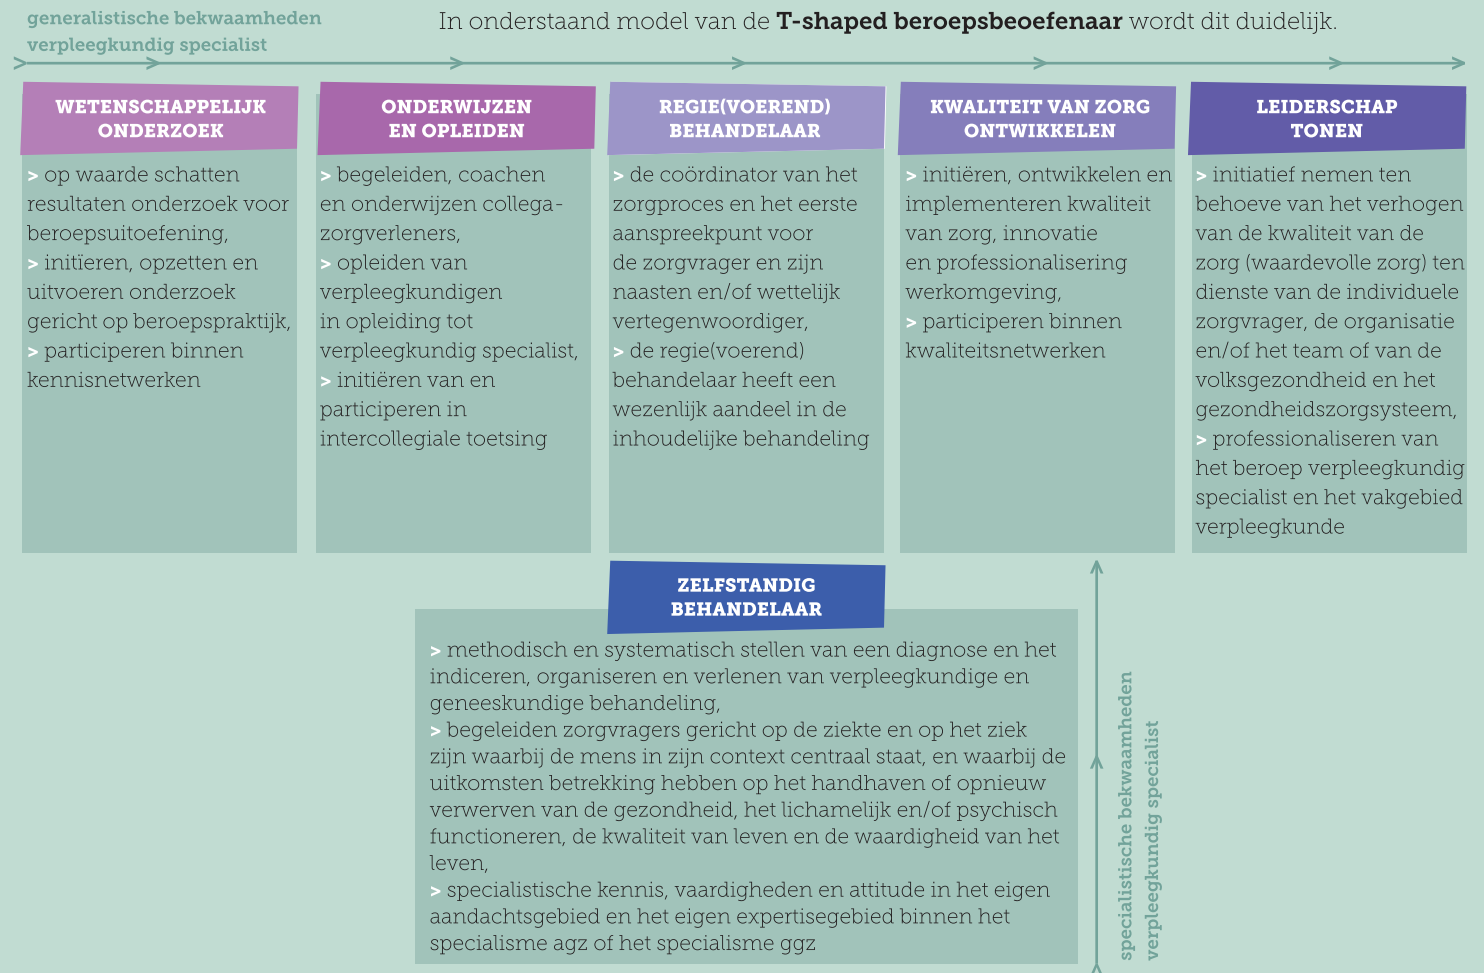 generalistische bekwaamheden
verpleegkundig specialist
In onderstaand model van de T-shaped beroepsbeoefenaar wordt dit duidelijk.
WETENSCHAPPELIJK
ONDERZOEK
> op waarde schatten
resultaten onderzoek voor
beroepsuitoefening,
> initïeren, opzetten en
uitvoeren onderzoek
gericht op beroepspraktijk,
> participeren binnen
kennisnetwerken
ONDERWIJZEN
EN OPLEIDEN
> begeleiden, coachen
en onderwijzen collega-
zorgverleners,
> opleiden van
verpleegkundigen
in opleiding tot
verpleegkundig specialist,
> initiëren van en
participeren in
intercollegiale toetsing
REGIE(VOEREND)
BEHANDELAAR
> de coördinator van het
zorgproces en het eerste
aanspreekpunt voor
de zorgvrager en zijn
naasten en/of wettelijk
vertegenwoordiger,
> de regie(voerend)
behandelaar heeft een
wezenlijk aandeel in de
inhoudelijke behandeling
KWALITEIT VAN ZORG
ONTWIKKELEN
> initiëren, ontwikkelen en
implementeren kwaliteit
van zorg, innovatie
en professionalisering
werkomgeving,
> participeren binnen
kwaliteitsnetwerken
LEIDERSCHAP
TONEN
> initiatief nemen ten
behoeve van het verhogen
van de kwaliteit van de
zorg (waardevolle zorg) ten
dienste van de individuele
zorgvrager, de organisatie
en/of het team of van de
volksgezondheid en het
gezondheidszorgsysteem,
> professionaliseren van
het beroep verpleegkundig
specialist en het vakgebied
verpleegkunde
ZELFSTANDIG
BEHANDELAAR
> methodisch en systematisch stellen van een diagnose en het
indiceren, organiseren en verlenen van verpleegkundige en
geneeskundige behandeling,
> begeleiden zorgvragers gericht op de ziekte en op het ziek
zijn waarbij de mens in zijn context centraal staat, en waarbij de
uitkomsten betrekking hebben op het handhaven of opnieuw
verwerven van de gezondheid, het lichamelijk en/of psychisch
functioneren, de kwaliteit van leven en de waardigheid van het
leven,
> specialistische kennis, vaardigheden en attitude in het eigen
aandachtsgebied en het eigen expertisegebied binnen het
specialisme agz of het specialisme ggz
specialistische bekwaamheden
verpleegkundig specialist